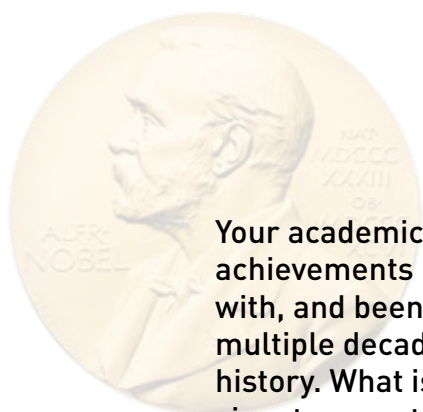 ALFR·
NOBEL
NAT·
MDCCC
XXXIII
OB·
Your academic
achievements
with, and been
multiple decad
history. What is